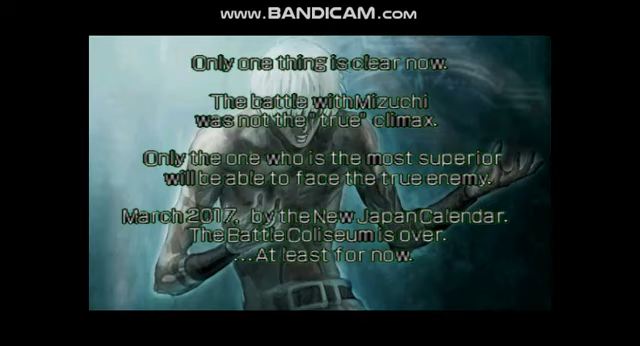 www.BANDICAM.com
Only one thing is clear now.
The battle with Mizuchi
was not the "true" climax.
Only the one who is the most superior
will be able to face the true enemy.
March 2017, by the New Japan Calendar.
The Battle Coliseum is over.
...At least for now.